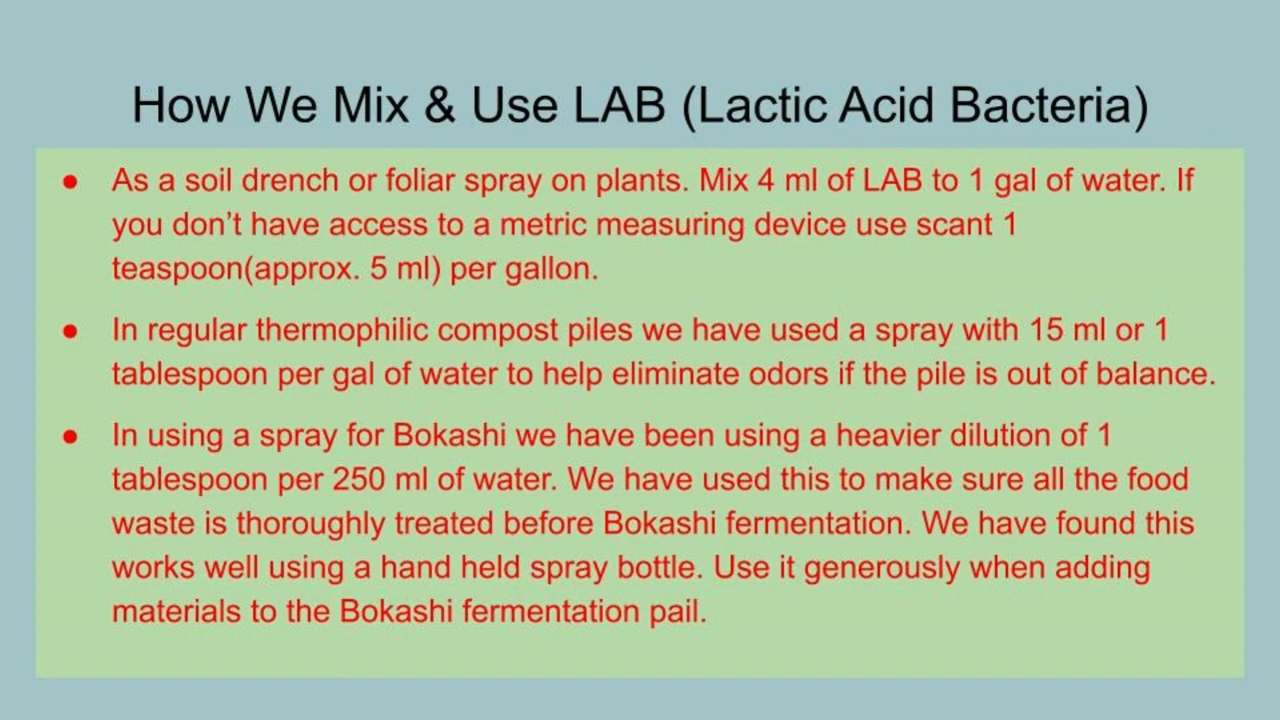 How We Mix & Use LAB (Lactic Acid Bacteria)
● As a soil drench or foliar spray on plants. Mix 4 ml of LAB to 1 gal of water. If
you don’t have access to a metric measuring device use scant 1
teaspoon(approx. 5 ml) per gallon.
● In regular thermophilic compost piles we have used a spray with 15 ml or 1
tablespoon per gal of water to help eliminate odors if the pile is out of balance.
● In using a spray for Bokashi we have been using a heavier dilution of 1
tablespoon per 250 ml of water. We have used this to make sure all the food
waste is thoroughly treated before Bokashi fermentation. We have found this
works well using a hand held spray bottle. Use it generously when adding
materials to the Bokashi fermentation pail.